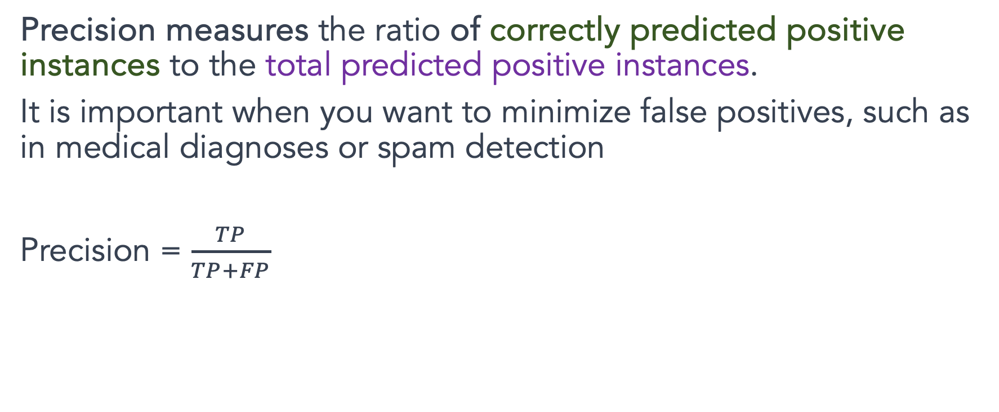 Precision measures the ratio of correctly predicted positive
instances to the total predicted positive instances.
It is important when you want to minimize false positives, such as
in medical diagnoses or spam detection
Precision = TP / TP+FP